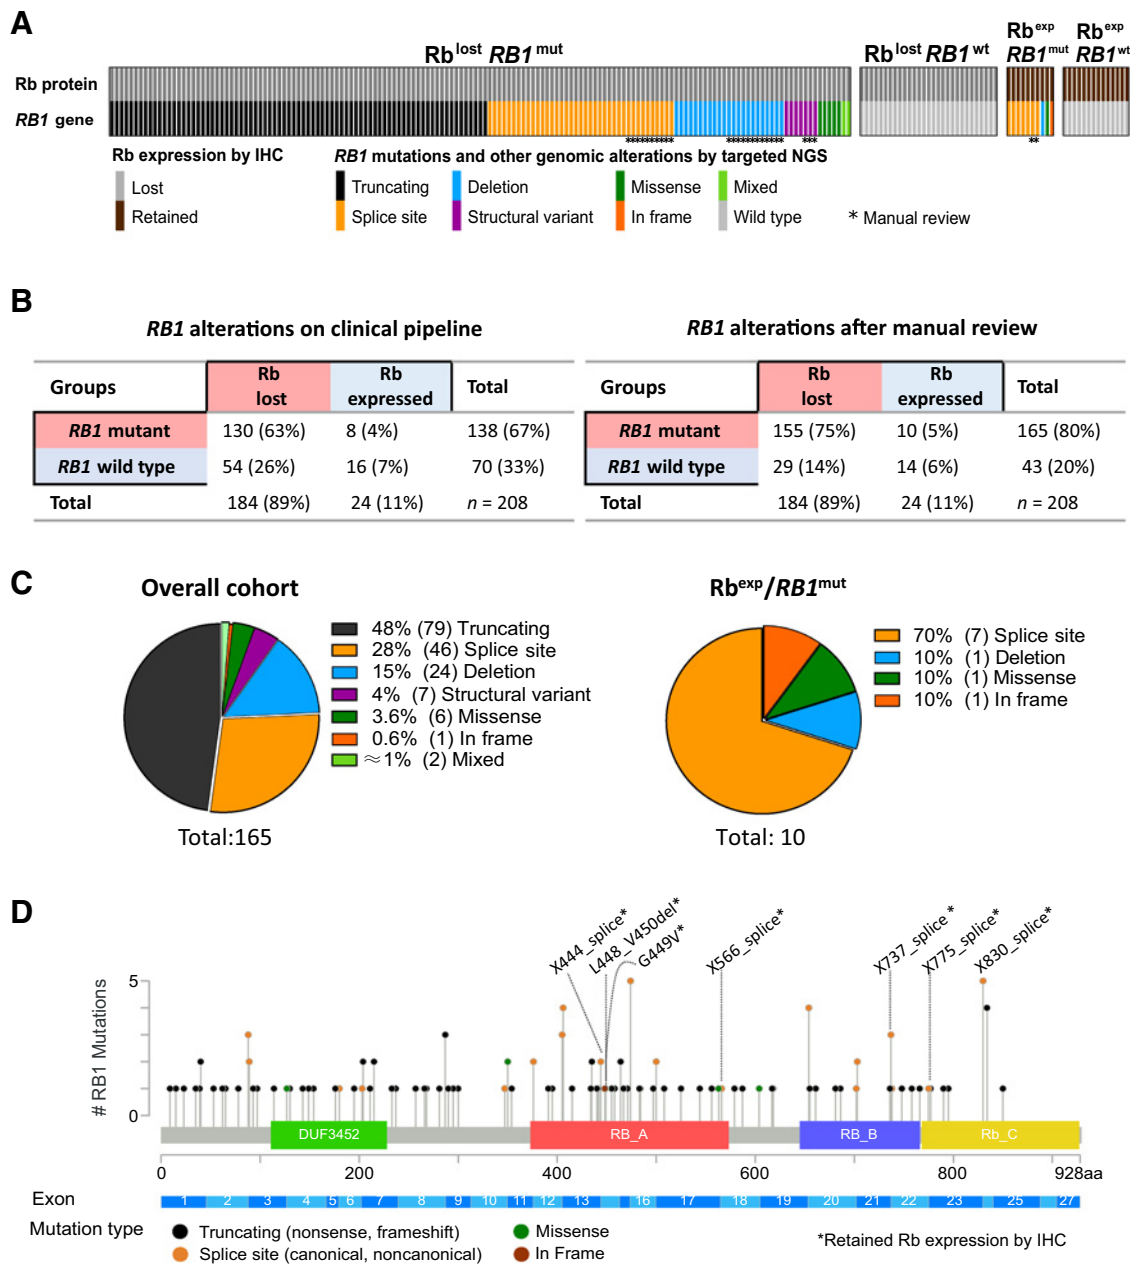 A
Rb lost RB1 mut
Rb lost RB1 wt
Rb exp RB1 mut
Rb exp RB1 wt
Rb protein
RB1 gene
*********** ************* *** **
Rb expression by IHC
Lost
Retained
RB1 mutations and other genomic alterations by targeted NGS
Truncating Deletion Missense Mixed
Splice site Structural variant In frame Wild type * Manual review
B
RB1 alterations on clinical pipeline
Groups Rb lost Rb expressed Total
RB1 mutant 130 (63%) 8 (4%) 138 (67%)
RB1 wild type 54 (26%) 16 (7%) 70 (33%)
Total 184 (89%) 24 (11%) n = 208
RB1 alterations after manual review
Groups Rb lost Rb expressed Total
RB1 mutant 155 (75%) 10 (5%) 165 (80%)
RB1 wild type 29 (14%) 14 (6%) 43 (20%)
Total 184 (89%) 24 (11%) n = 208
C
Overall cohort
48% (79) Truncating
28% (46) Splice site
15% (24) Deletion
4% (7) Structural variant
3.6% (6) Missense
0.6% (1) In frame
≈1% (2) Mixed
Total:165
Rbexp/RB1mut
70% (7) Splice site
10% (1) Deletion
10% (1) Missense
10% (1) In frame
Total: 10
D
X444_splice*
L448_V450del*
G449V*
X566_splice*
X737_splice *
X775_splice*
X830_splice*
# RB1 Mutations
5
0
DUF3452 RB_A RB_B Rb_C
0 200 400 600 800 928aa
Exon 1 2 3 4 5 6 7 8 9 10 11 12 13 16 17 18 19 20 21 22 23 25 27
Mutation type
Truncating (nonsense, frameshift)
Splice site (canonical, noncanonical)
Missense
In Frame
*Retained Rb expression by IHC